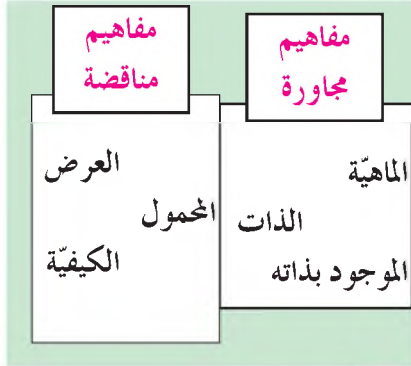 مفاهيم
مجاورة
الماهيّة
الذات
الموجود بذاته
مفاهيم
مناقضة
العرض
المحمول
الكيفيّة